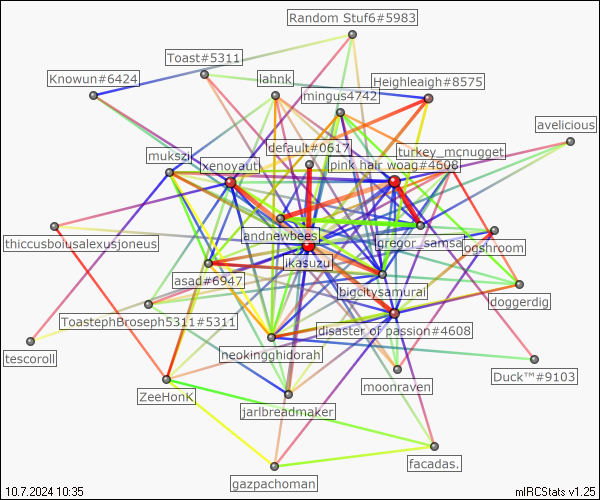 Random Stuf6#5983
Toast#5311
Knowun#6424
lahnk
Heighleaigh#8575
mingus4742
avelicious
default#0617
turkey_mcnugget
mukszi
xenoyaut
pink hair woag#4608
andnewbees
gregor_samsa
ogshroom
thiccusbolusalexusjoneus
ikasuzu
asad#6947
bigcitysamurai
doggerdig
ToastephBroseph5311#5311
disaster of passion#4608
tescoroll
neokingghidorah
moonraven
Duck™#9103
ZeeHonK
jarlbreadmaker
facadas.
gazpachoman
10.7.2024 10:35
mIRCStats v1.25